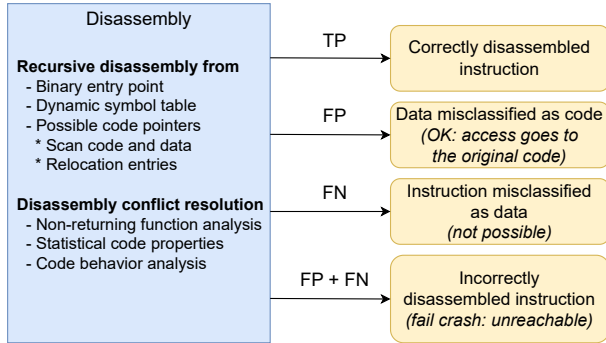 Disassembly
Recursive disassembly from
- Binary entry point
- Dynamic symbol table
- Possible code pointers
* Scan code and data
* Relocation entries
Disassembly conflict resolution
- Non-returning function analysis
- Statistical code properties
- Code behavior analysis
TP
Correctly disassembled
instruction
FP
Data misclassified as code
(OK: access goes to
the original code)
FN
Instruction misclassified
as data
(not possible)
FP + FN
Incorrectly
disassembled instruction
(fail crash: unreachable)